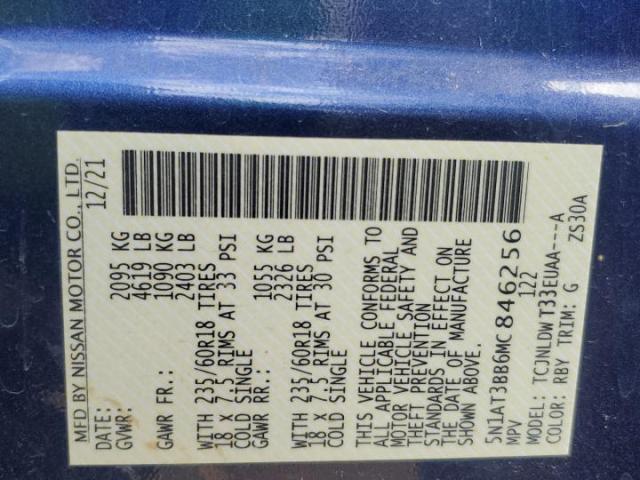 MFD BY NISSAN MOTOR CO., LTD.
DATE: 12/21
GVWR: 2095 KG
4619 LB
GAWR FR.: 1090 KG
2403 LB
WITH 235/60R18 TIRES
18 X 7.5 RIMS AT 33 PSI
COLD SINGLE
GAWR RR.: 1055 KG
2326 LB
WITH 235/60R18 TIRES
18 X 7.5 RIMS AT 30 PSI
COLD SINGLE
THIS VEHICLE CONFORMS TO
ALL APPLICABLE FEDERAL
MOTOR VEHICLE SAFETY AND
THEFT PREVENTION
STANDARDS IN EFFECT ON
THE DATE OF MANUFACTURE
SHOWN ABOVE.
5N1AT3BB6MC846256
MPV 122
MODEL: TCJNLDWT33EUAA---A
COLOR: RBY TRIM: G ZS30A